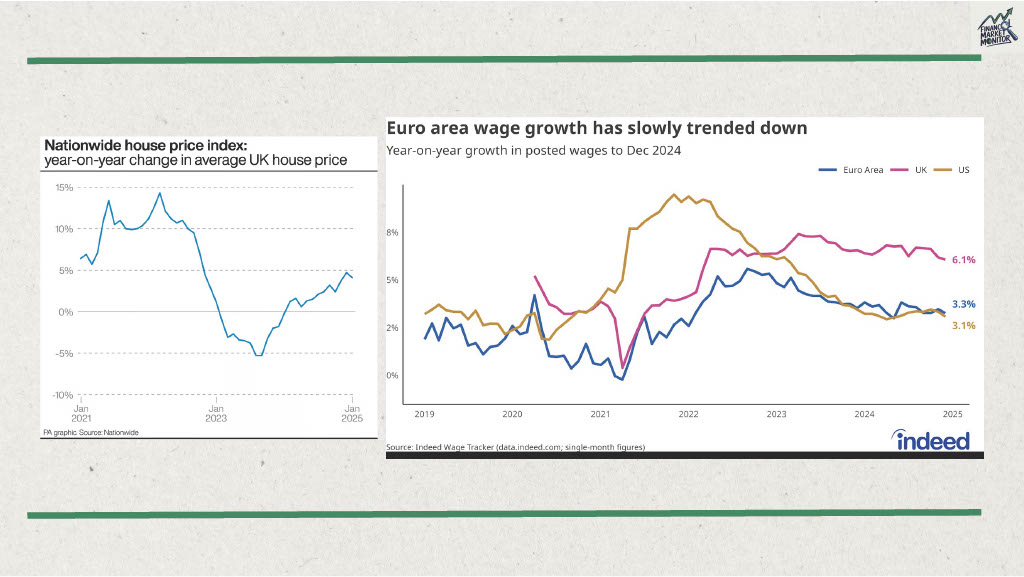 FINANCE
MARKET
MONITOR
Nationwide house price index:
year-on-year change in average UK house price
15%
10%
5%
0%
-5%
-10%
Jan
2021
Jan
2023
Jan
2025
PA graphic. Source: Nationwide
Euro area wage growth has slowly trended down
Year-on-year growth in posted wages to Dec 2024
Euro Area UK US
8%
5%
2%
0%
6.1%
3.3%
3.1%
2019 2020 2021 2022 2023 2024 2025
Source: Indeed Wage Tracker (data.indeed.com; single-month figures)
indeed